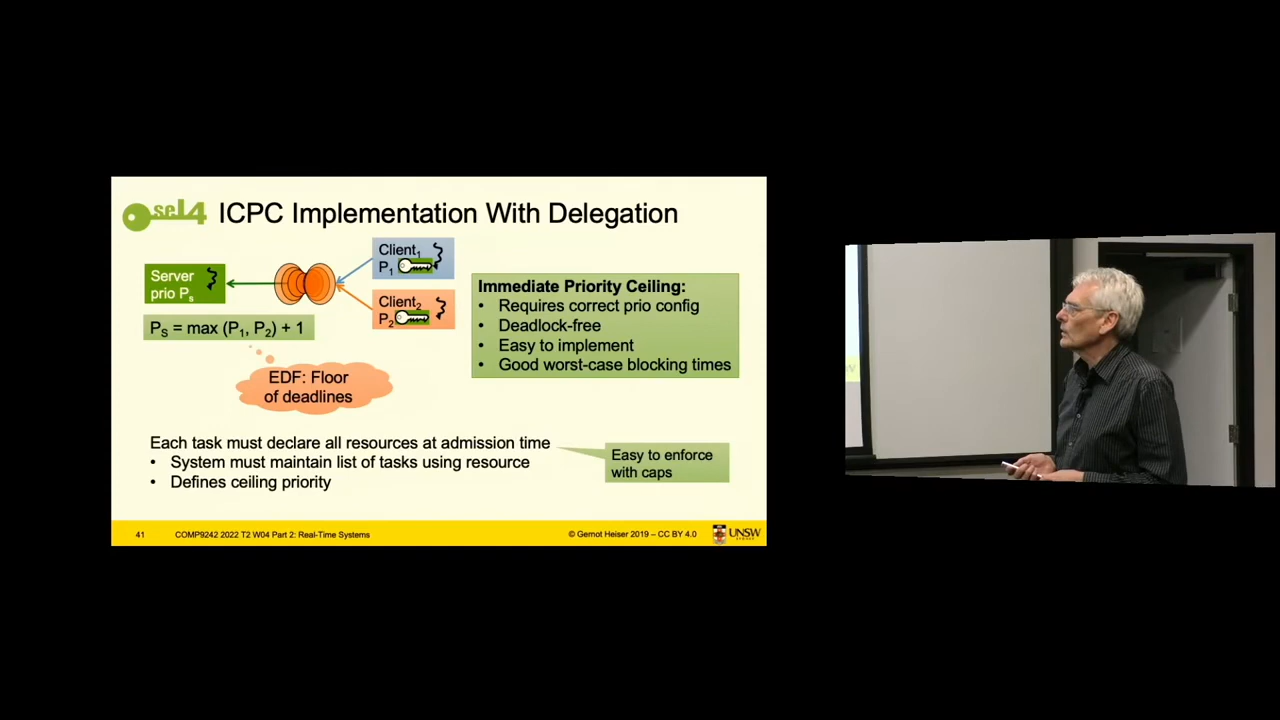 seL4
ICPC Implementation With Delegation
Server
prio Ps
Client1
P1
Client2
P2
PS = max (P1, P2) + 1
EDF: Floor
of deadlines
Immediate Priority Ceiling:
• Requires correct prio config
• Deadlock-free
• Easy to implement
• Good worst-case blocking times
Each task must declare all resources at admission time
• System must maintain list of tasks using resource
• Defines ceiling priority
Easy to enforce
with caps
41
COMP9242 2022 T2 W04 Part 2: Real-Time Systems
© Gernot Heiser 2019 – CC BY 4.0
UNSW